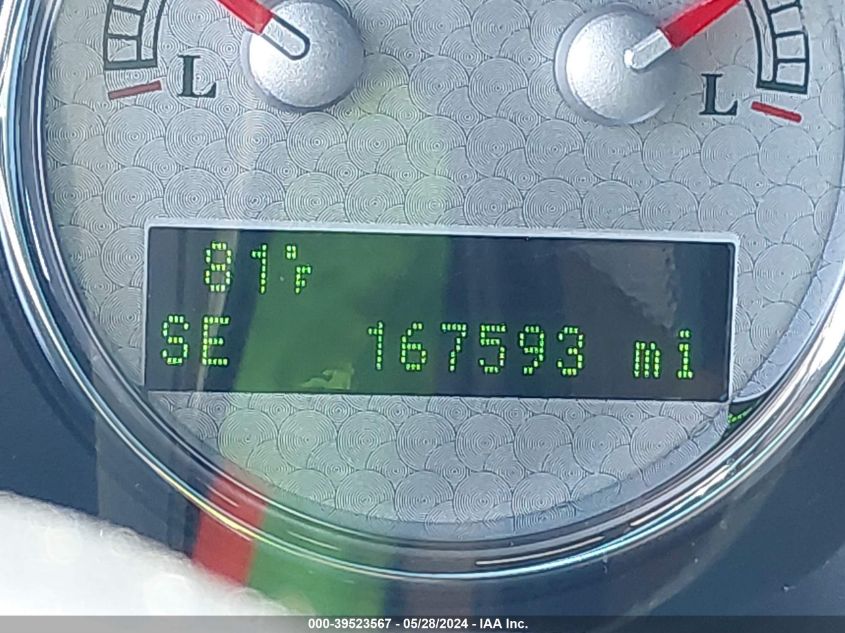 L L
81°F
SE 167593 mi
000-39523567 - 05/28/2024 - IAA Inc.